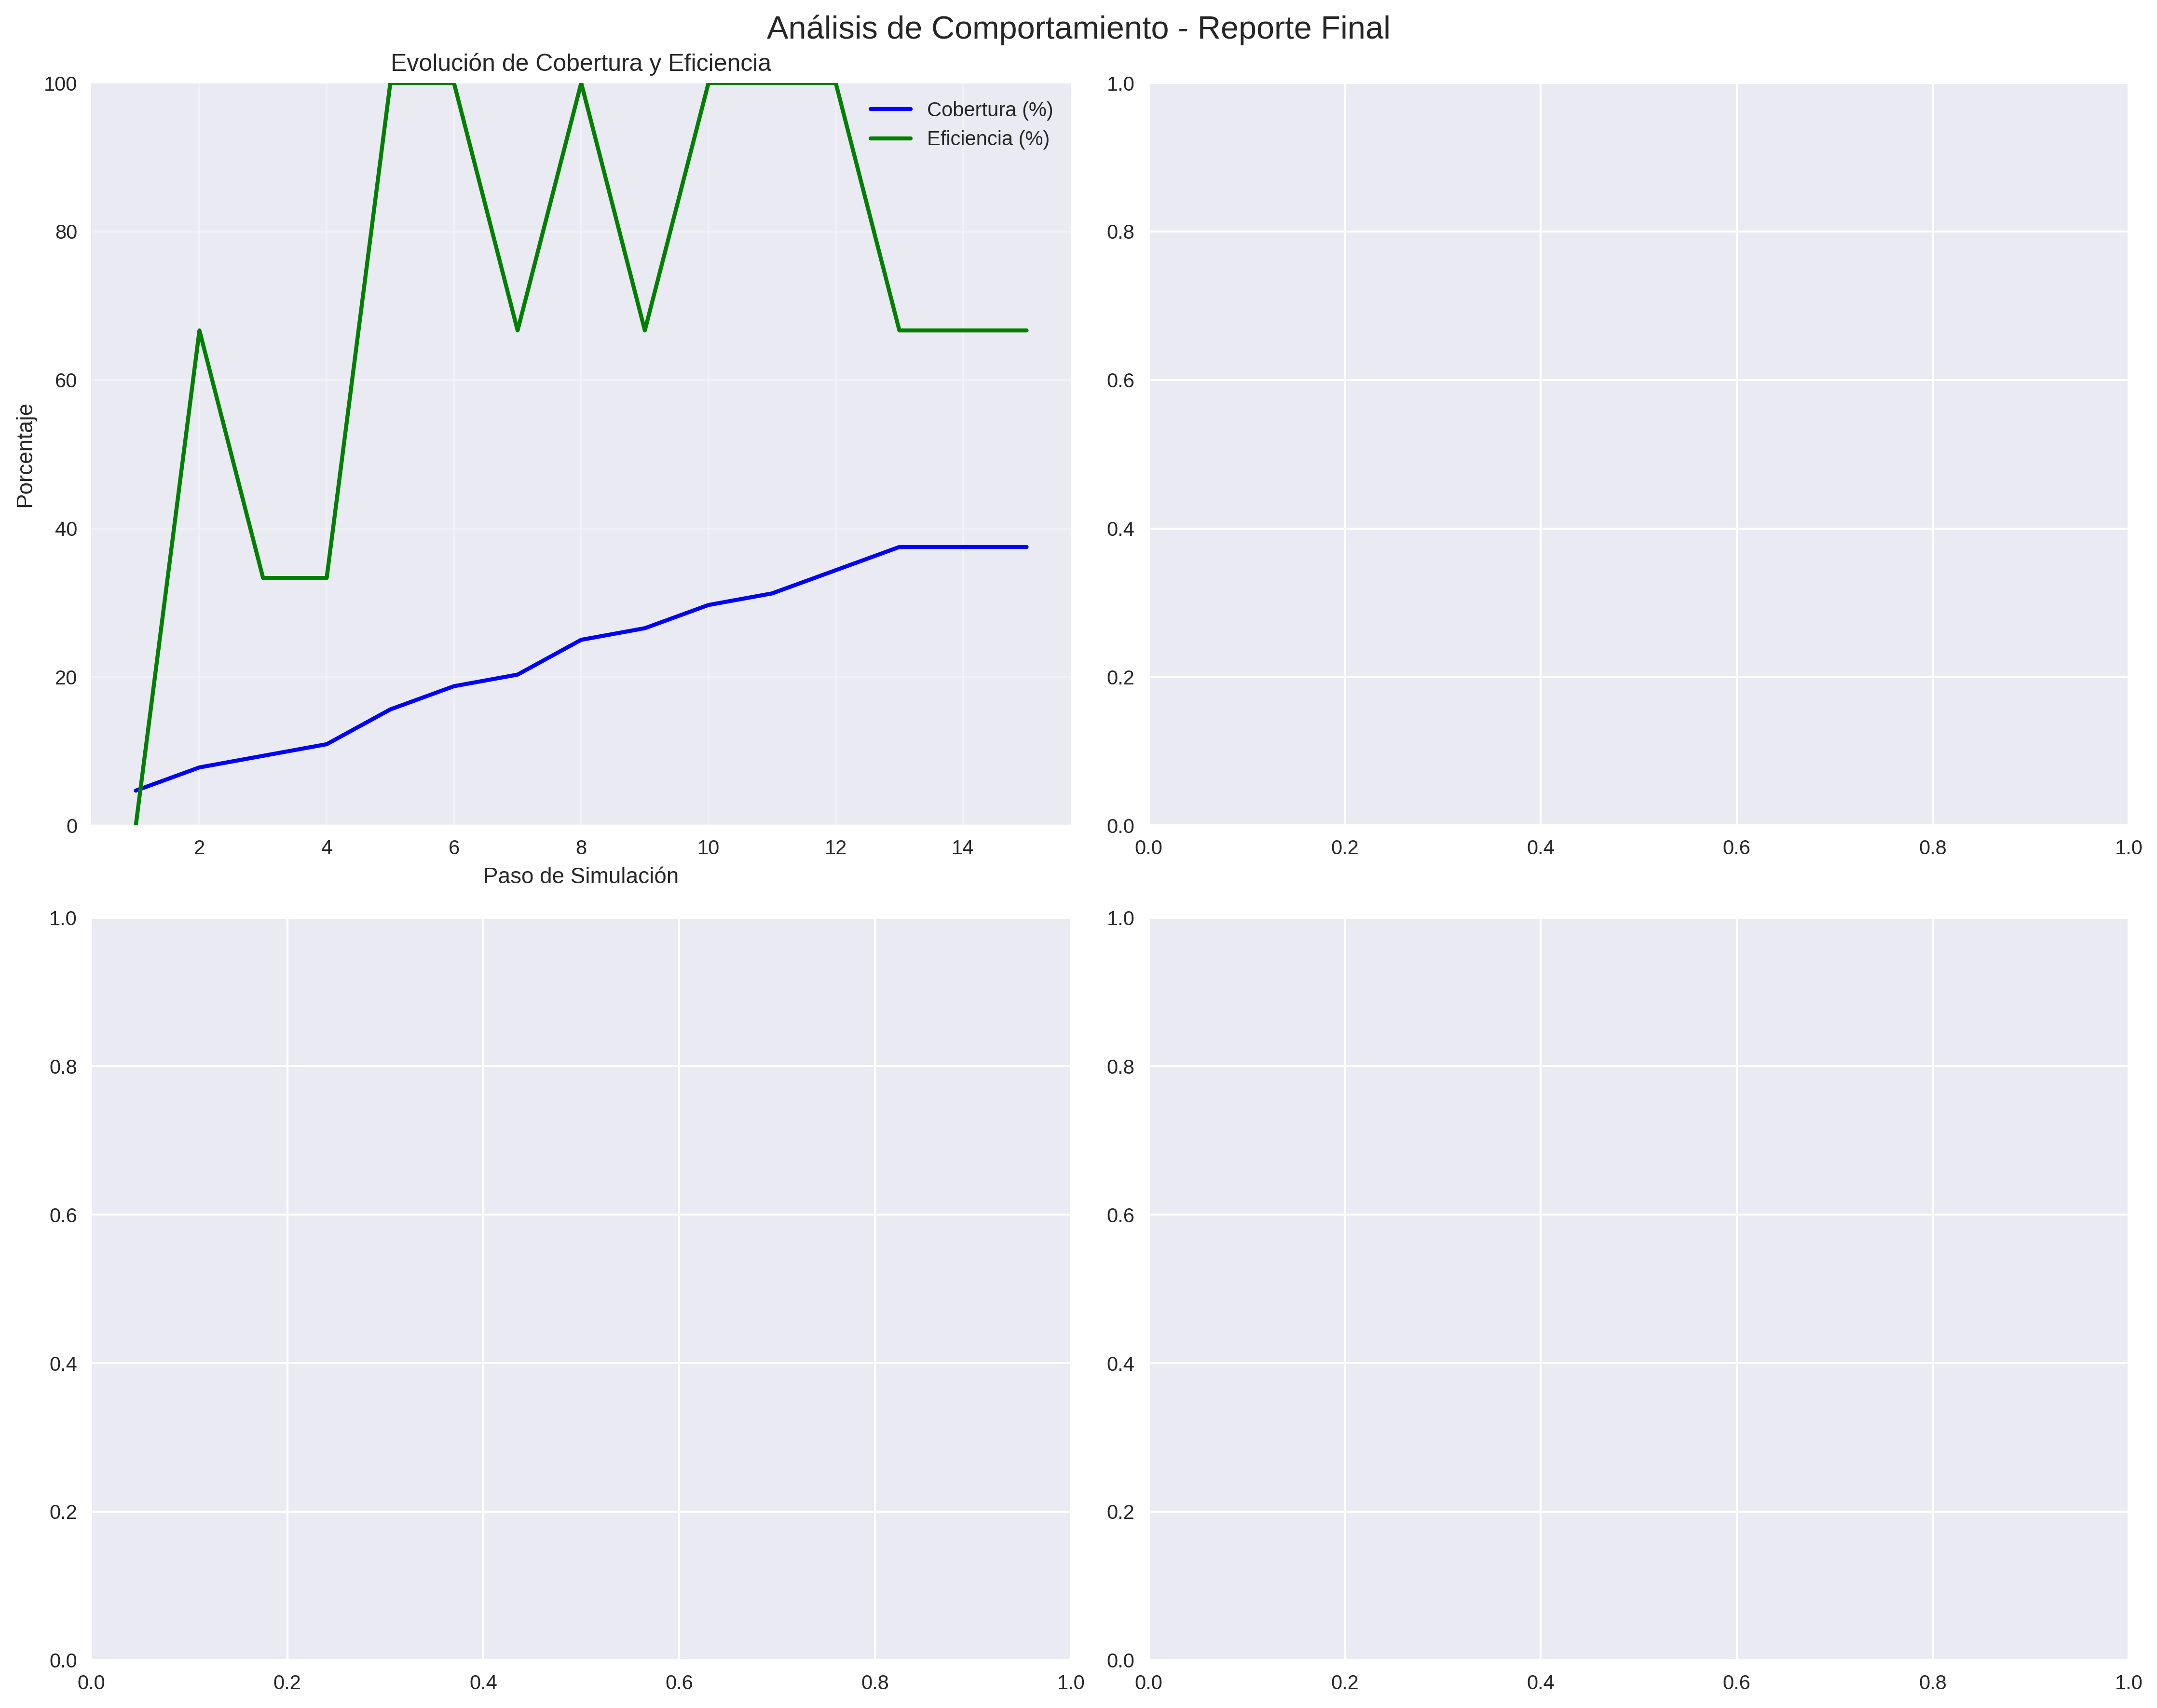 Análisis de Comportamiento - Reporte Final
Evolución de Cobertura y Eficiencia
100
80
60
40
20
0
Porcentaje
Cobertura (%)
Eficiencia (%)
2 4 6 8 10 12 14
Paso de Simulación
1.0
0.8
0.6
0.4
0.2
0.0
0.0 0.2 0.4 0.6 0.8 1.0
1.0
0.8
0.6
0.4
0.2
0.0
0.0 0.2 0.4 0.6 0.8 1.0
1.0
0.8
0.6
0.4
0.2
0.0
0.0 0.2 0.4 0.6 0.8 1.0